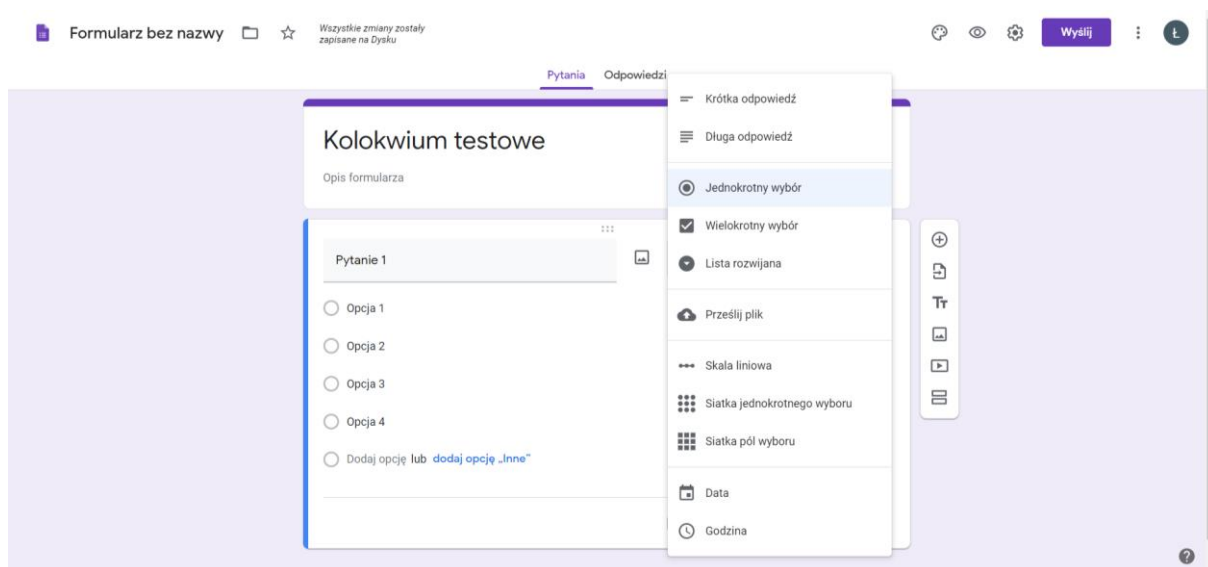 Formularz bez nazwy
Wszystkie zmiany zostały
zapisane na Dysku
Wyślij
Ł
Pytania Odpowiedzi
Kolokwium testowe
Opis formularza
Pytanie 1
Opcja 1
Opcja 2
Opcja 3
Opcja 4
Dodaj opcję lub dodaj opcję „Inne”
Krótka odpowiedź
Długa odpowiedź
Jednokrotny wybór
Wielokrotny wybór
Lista rozwijana
Prześlij plik
Skala liniowa
Siatka jednokrotnego wyboru
Siatka pól wyboru
Data
Godzina
Tт